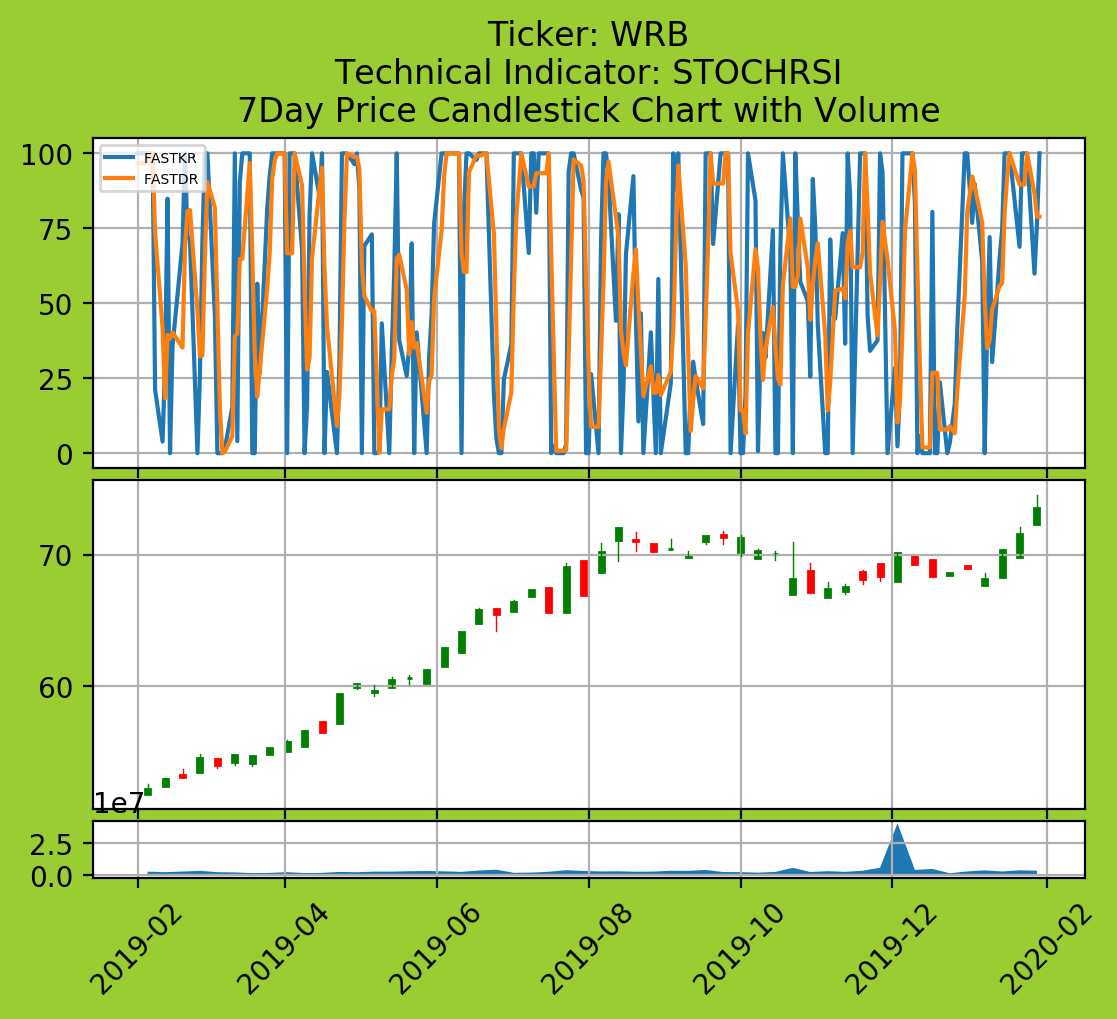 Ticker: WRB
Technical Indicator: STOCHRSI
7Day Price Candlestick Chart with Volume
FASTKR
FASTDR
100
75
50
25
0
70
60
1e7
2.5
0.0
2019-02
2019-04
2019-06
2019-08
2019-10
2019-12
2020-02